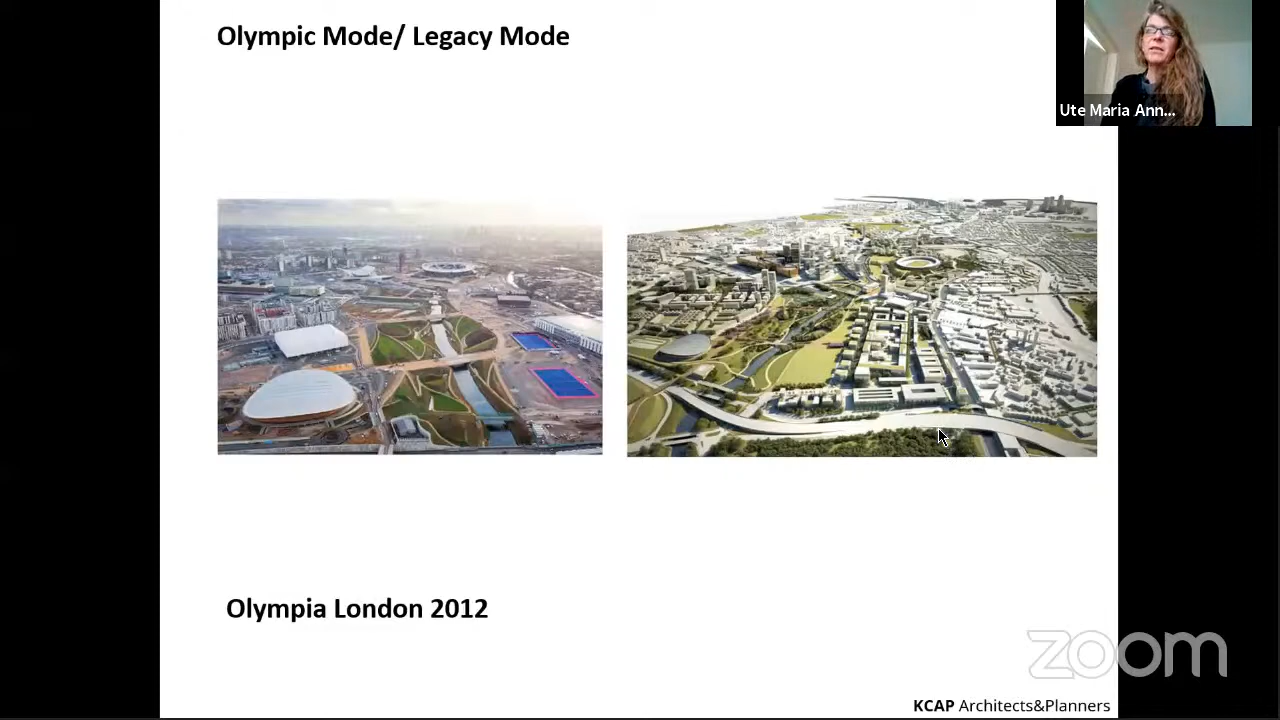 Olympic Mode/ Legacy Mode
Ute Maria Ann...
Olympia London 2012
zoom
KCAP Architects&Planners